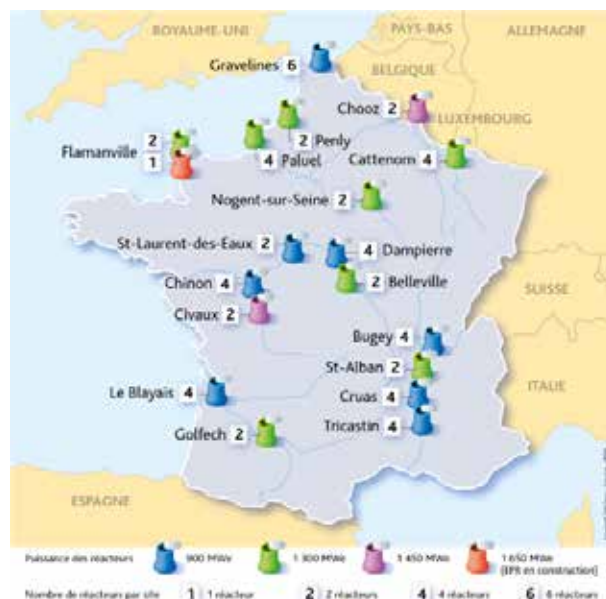 ROYAUME-UNI
PAYS-BAS
ALLEMAGNE
Gravelines 6
BELGIQUE
Chooz 2
LUXEMBOURG
2
Flamanville
1
2 Penly
4 Paluel
Cattenom 4
Nogent-sur-Seine 2
St-Laurent-des-Eaux 2
4 Dampierre
Chinon 4
2 Belleville
SUISSE
Civaux 2
Bugey 4
St-Alban 2
ITALIE
Le Blayais 4
Cruas 4
Tricastin 4
Golfech 2
ESPAGNE
Puissance des réacteurs 900 MWe 1 300 MWe 1 450 MWe 1 650 MWe
(EPR en construction)
Nombre de réacteurs par site 1 1 réacteur 2 2 réacteurs 4 4 réacteurs 6 6 réacteurs